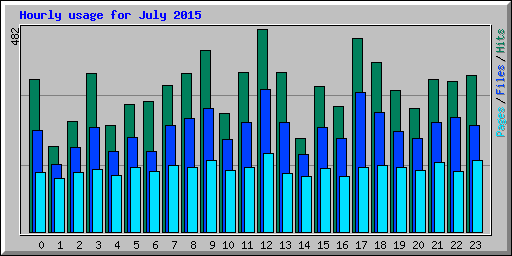 Hourly usage for July 2015
482
Pages / Files / Hits
0 1 2 3 4 5 6 7 8 9 10 11 12 13 14 15 16 17 18 19 20 21 22 23